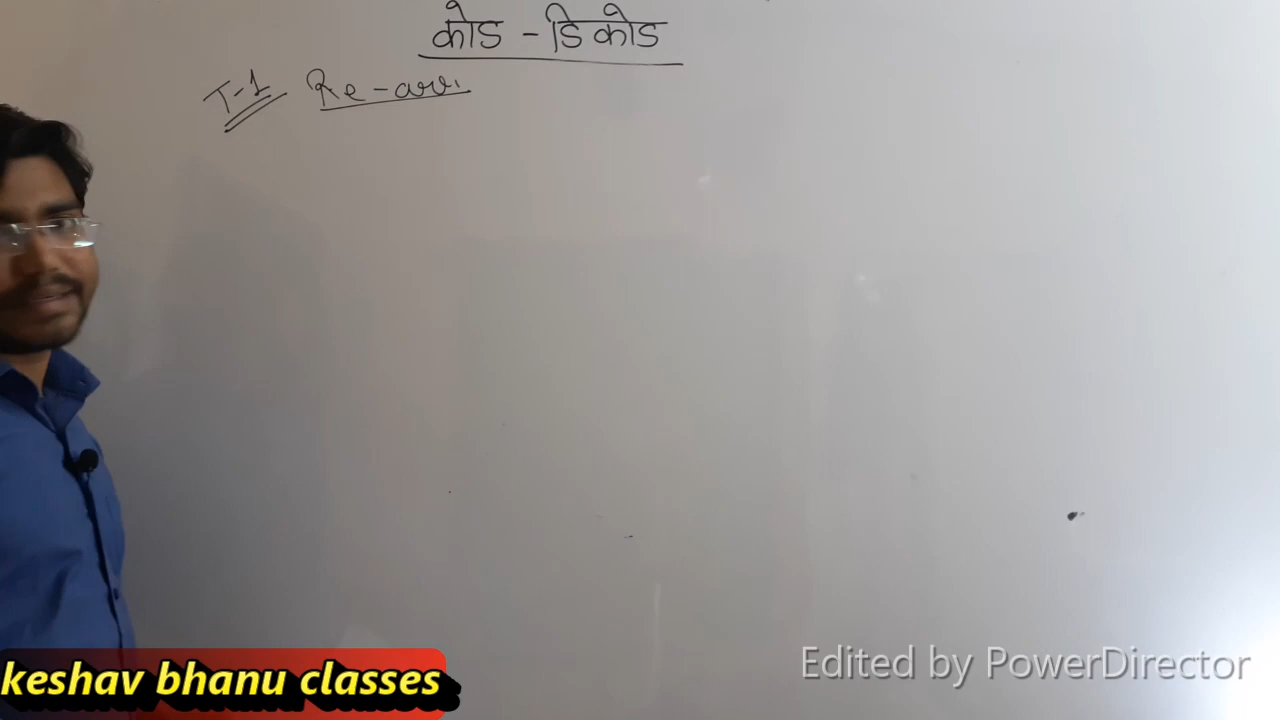 कोड - डिकोड
T-1 Re-arr.
keshav bhanu classes
Edited by PowerDirector